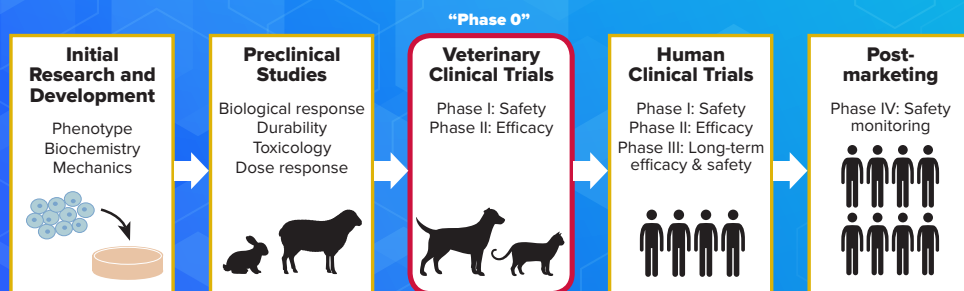 “Phase 0”
Initial
Research and
Development
Phenotype
Biochemistry
Mechanics
Preclinical
Studies
Biological response
Durability
Toxicology
Dose response
Veterinary
Clinical Trials
Phase I: Safety
Phase II: Efficacy
Human
Clinical Trials
Phase I: Safety
Phase II: Efficacy
Phase III: Long-term
efficacy & safety
Post-
marketing
Phase IV: Safety
monitoring